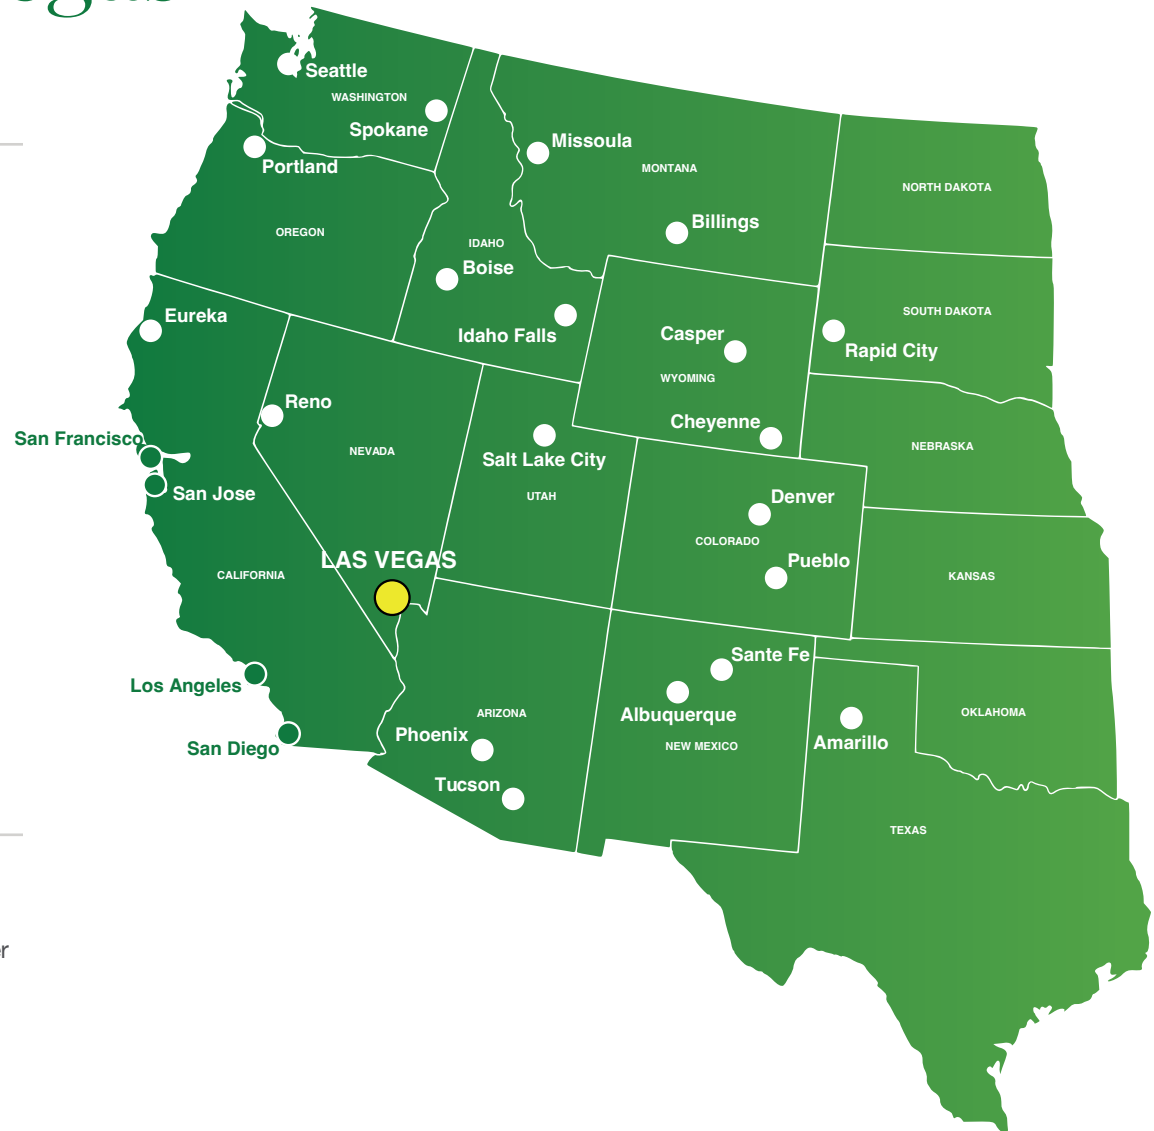 Seattle
WASHINGTON
Spokane
Missoula
Portland
MONTANA
NORTH DAKOTA
Billings
OREGON
IDAHO
Boise
SOUTH DAKOTA
Eureka
Idaho Falls
Casper
Rapid City
WYOMING
Reno
Cheyenne
San Francisco
NEVADA
NEBRASKA
Salt Lake City
San Jose
UTAH
Denver
COLORADO
LAS VEGAS
Pueblo
CALIFORNIA
KANSAS
Sante Fe
Los Angeles
ARIZONA
Albuquerque
OKLAHOMA
Phoenix
NEW MEXICO
Amarillo
San Diego
Tucson
TEXAS